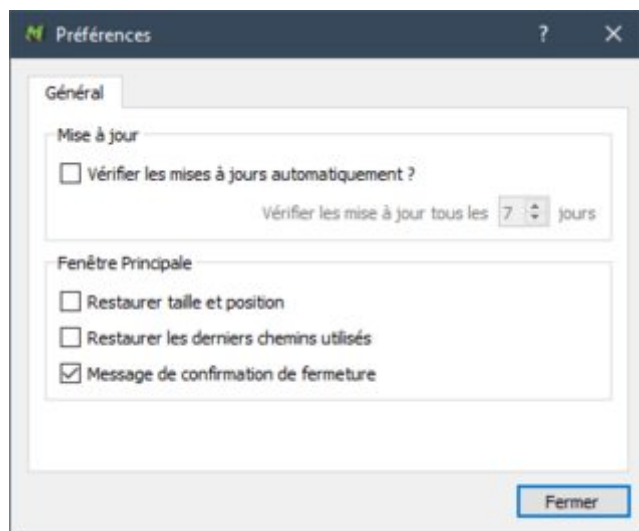 Préférences
?
Général
Mise à jour
Vérifier les mises à jours automatiquement ?
Vérifier les mise à jour tous les 7 jours
Fenêtre Principale
Restaurer taille et position
Restaurer les derniers chemins utilisés
Message de confirmation de fermeture
Fermer